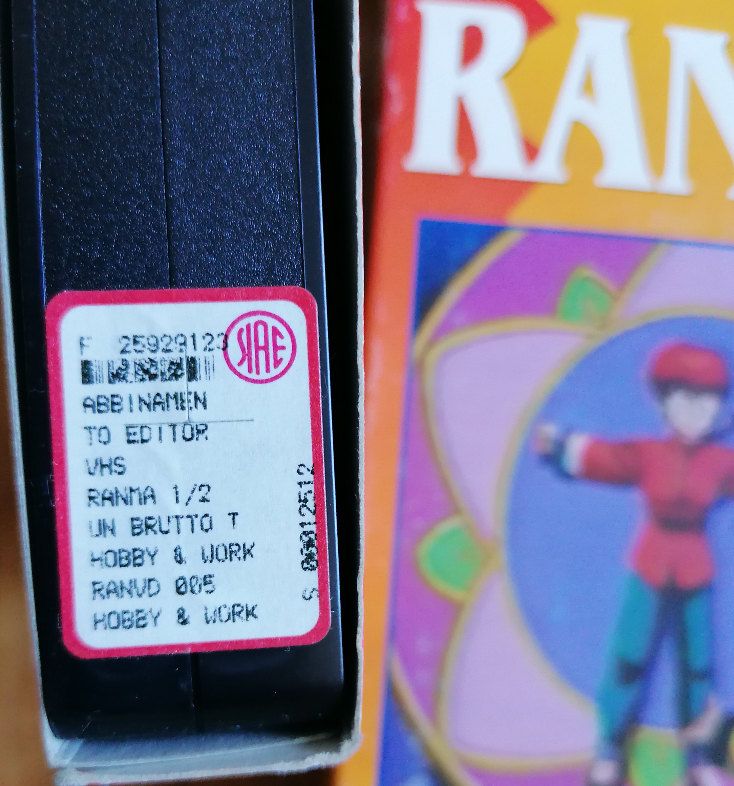 F 25929123
SIAE
ABBINAMEN
TO EDITOR
VHS
RANMA 1/2
UN BRUTTO T
HOBBY & WORK
RANVD 005
HOBBY & WORK
S 00012512
RAN